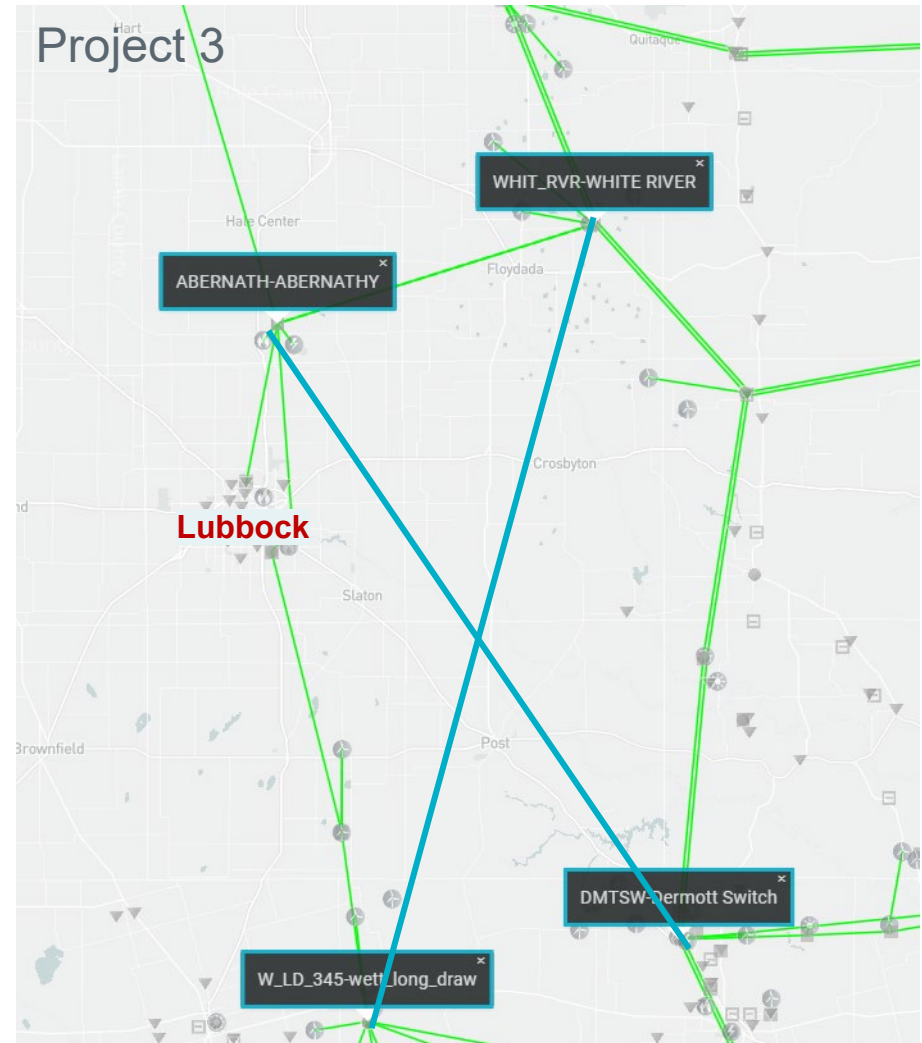 Project 3
Hart
Quitaque
WHIT_RVR-WHITE RIVER
×
Hale Center
Floydada
ABERNATH-ABERNATHY
×
Crosbyton
Lubbock
Slaton
Brownfield
Post
DMTSW-Dermott Switch
×
W_LD_345-wett_long_draw
×